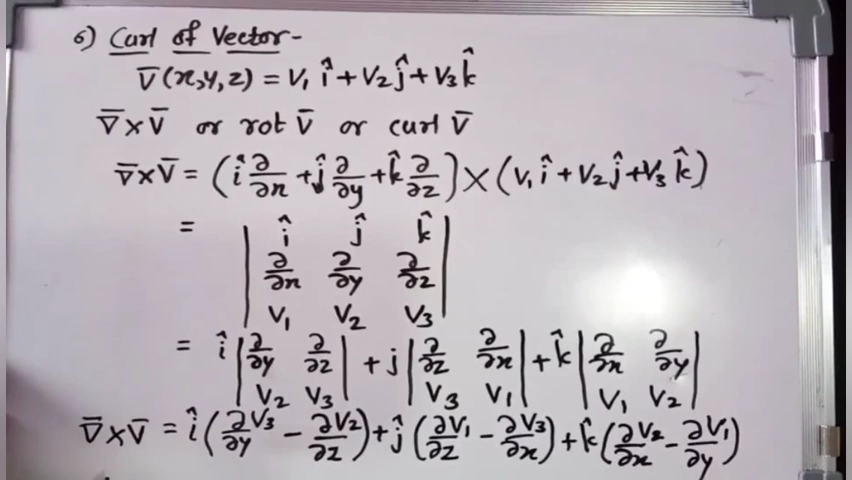 6) Curl of Vector-
V̅(x,y,z) = V₁ î + V₂ ĵ + V₃ k̂
∇̅ × V̅ or rot V̅ or curl V̅
∇̅ × V̅ = (î ∂/∂x + ĵ ∂/∂y + k̂ ∂/∂z) × (V₁ î + V₂ ĵ + V₃ k̂)
= | î ĵ k̂ |
| ∂/∂x ∂/∂y ∂/∂z |
| V₁ V₂ V₃ |
= î | ∂/∂y ∂/∂z | + j | ∂/∂z ∂/∂x | + k̂ | ∂/∂x ∂/∂y |
| V₂ V₃ | | V₃ V₁ | | V₁ V₂ |
∇̅ × V̅ = î (∂V₃/∂y - ∂V₂/∂z) + ĵ (∂V₁/∂z - ∂V₃/∂x) + k̂ (∂V₂/∂x - ∂V₁/∂y)